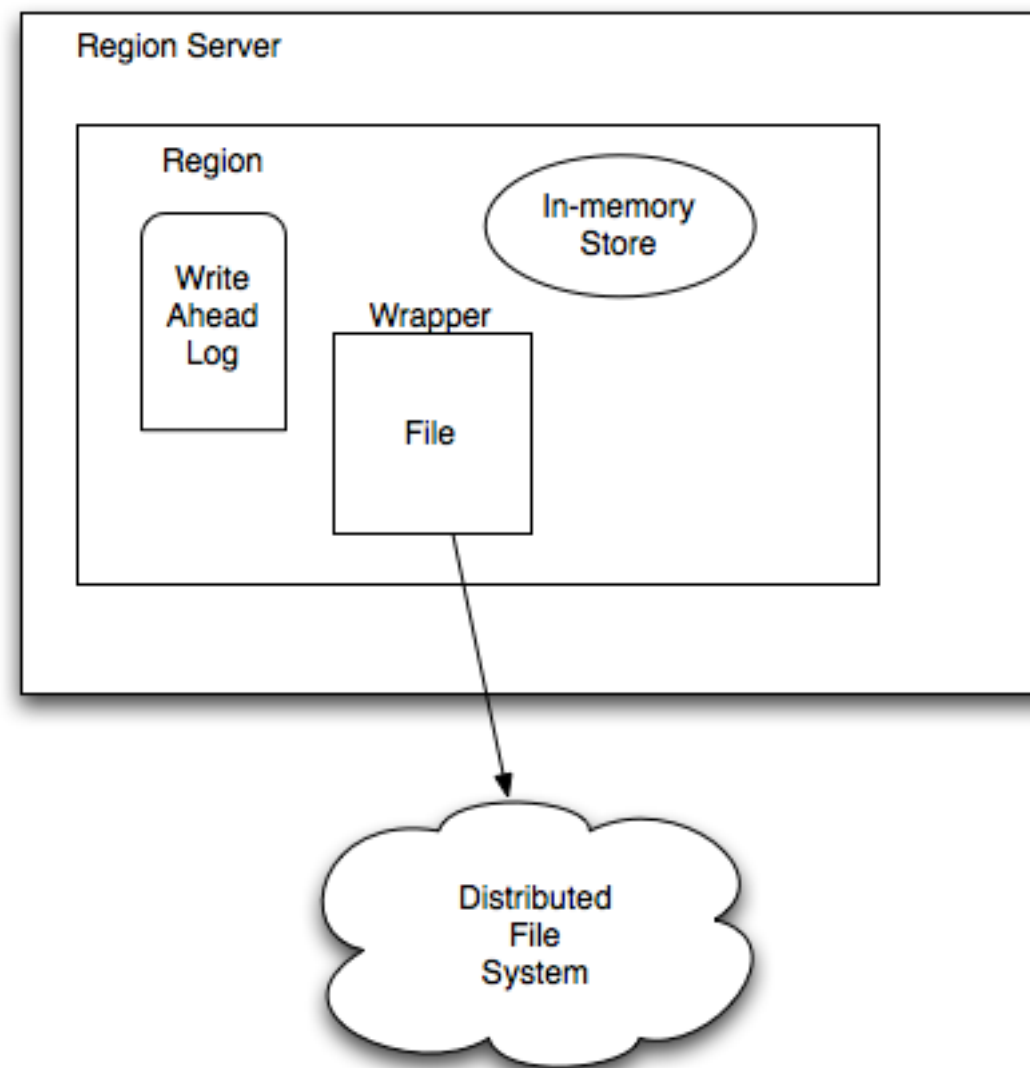 Region Server
Region
In-memory
Store
Write
Ahead
Log
Wrapper
File
Distributed
File
System